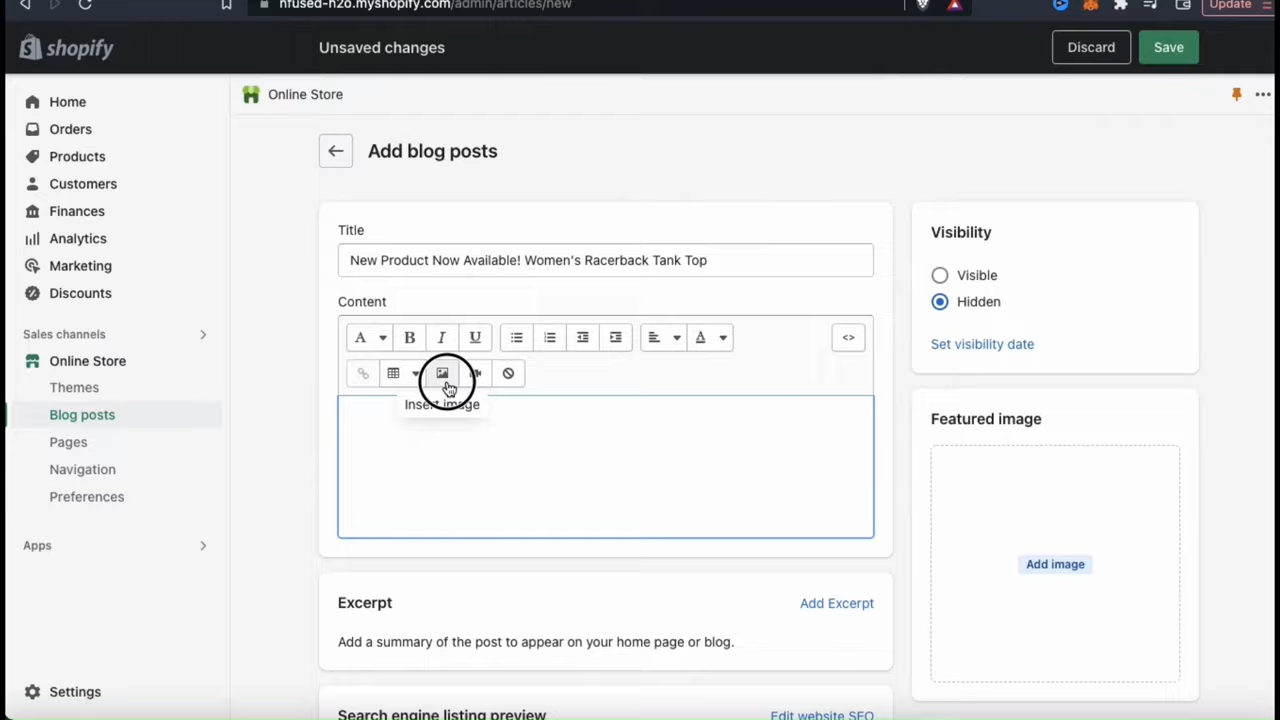 nfused-h2o.myshopify.com/admin/articles/new
Update
shopify
Unsaved changes
Discard
Save
Home
Orders
Products
Customers
Finances
Analytics
Marketing
Discounts
Sales channels
Online Store
Themes
Blog posts
Pages
Navigation
Preferences
Apps
Settings
Online Store
Add blog posts
Title
New Product Now Available! Women's Racerback Tank Top
Content
A
B
I
U
A
<>
Insert image
Excerpt
Add Excerpt
Add a summary of the post to appear on your home page or blog.
Search engine listing preview
Edit website SEO
Visibility
Visible
Hidden
Set visibility date
Featured image
Add image